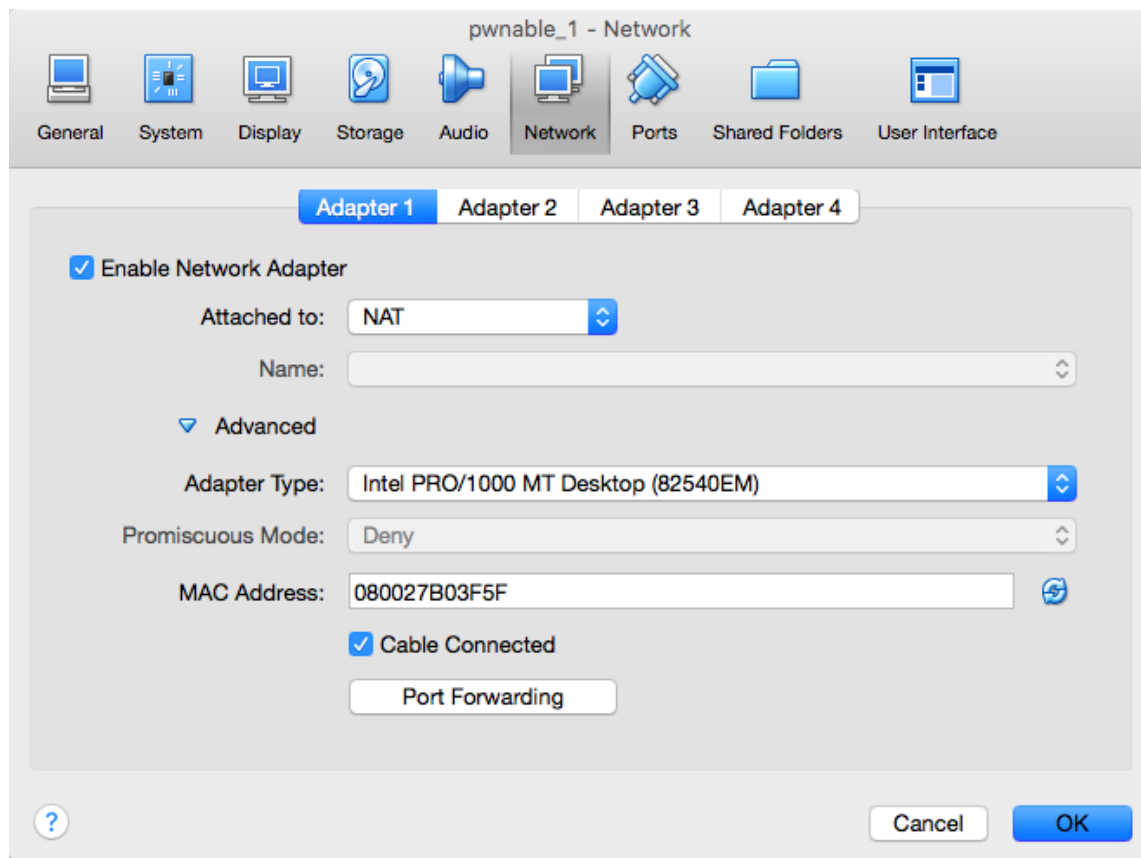 pwnable_1 - Network
General System Display Storage Audio Network Ports Shared Folders User Interface
Adapter 1 Adapter 2 Adapter 3 Adapter 4
Enable Network Adapter
Attached to: NAT
Name:
Advanced
Adapter Type: Intel PRO/1000 MT Desktop (82540EM)
Promiscuous Mode: Deny
MAC Address: 080027B03F5F
Cable Connected
Port Forwarding
? Cancel OK